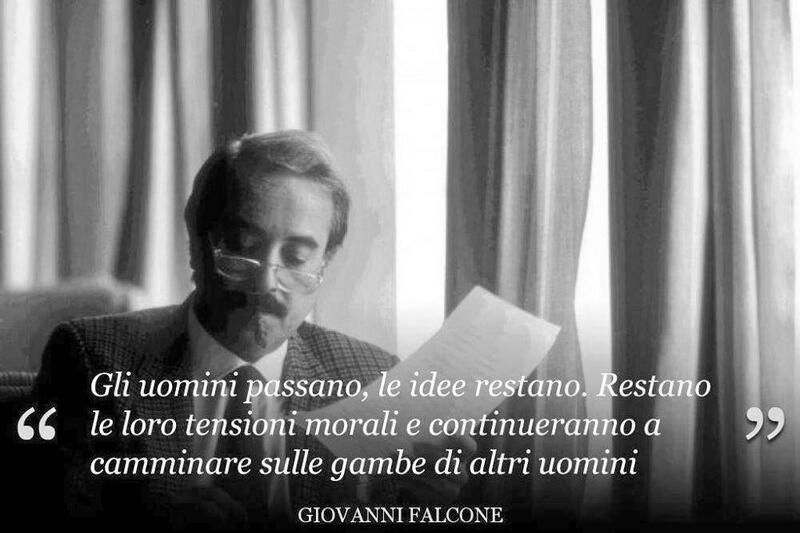 “ Gli uomini passano, le idee restano. Restano
le loro tensioni morali e continueranno a
camminare sulle gambe di altri uomini ”
GIOVANNI FALCONE